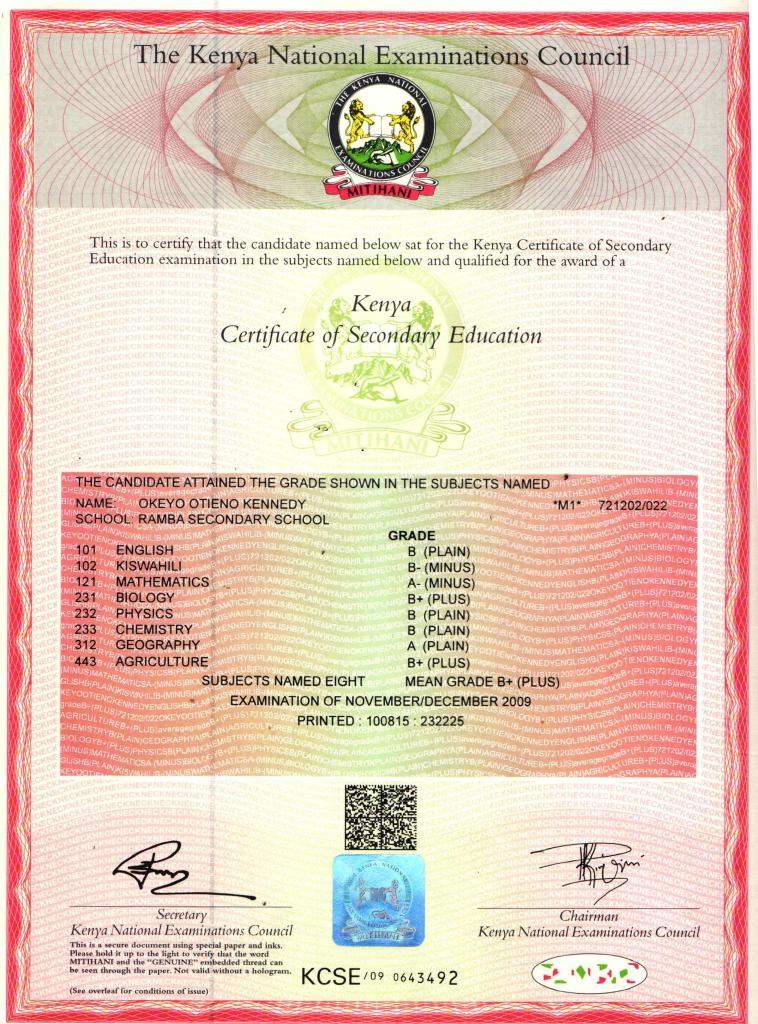 The Kenya National Examinations Council
THE KENYA NATIONAL
EXAMINATIONS COUNCIL
MITIHANI
This is to certify that the candidate named below sat for the Kenya Certificate of Secondary
Education examination in the subjects named below and qualified for the award of a
Kenya
Certificate of Secondary Education
MITIHANI
THE CANDIDATE ATTAINED THE GRADE SHOWN IN THE SUBJECTS NAMED
NAME: OKEYO OTIENO KENNEDY *M1* 721202/022
SCHOOL: RAMBA SECONDARY SCHOOL
GRADE
101 ENGLISH B (PLAIN)
102 KISWAHILI B- (MINUS)
121 MATHEMATICS A- (MINUS)
231 BIOLOGY B+ (PLUS)
232 PHYSICS B (PLAIN)
233 CHEMISTRY B (PLAIN)
312 GEOGRAPHY A (PLAIN)
443 AGRICULTURE B+ (PLUS)
SUBJECTS NAMED EIGHT MEAN GRADE B+ (PLUS)
EXAMINATION OF NOVEMBER/DECEMBER 2009
PRINTED : 100815 : 232225
Secretary
Kenya National Examinations Council
Chairman
Kenya National Examinations Council
This is a secure document using special paper and inks.
Please hold it up to the light to verify that the word
MITIHANI and the "GENUINE" embedded thread can
be seen through the paper. Not valid without a hologram.
(See overleaf for conditions of issue)
KCSE/09 0643492